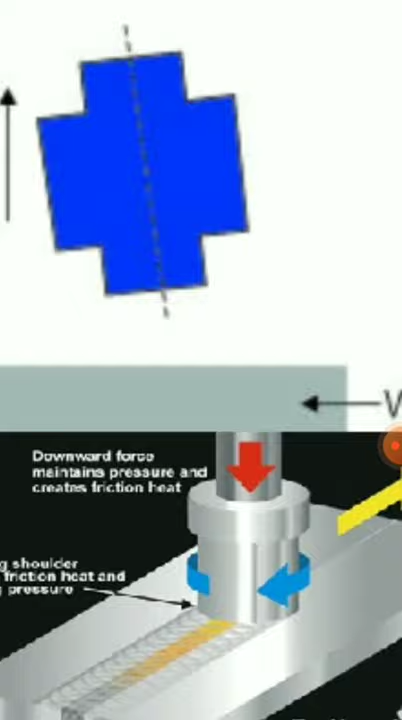 W
Downward force
maintains pressure and
creates friction heat
g shoulder
friction heat and
g pressure